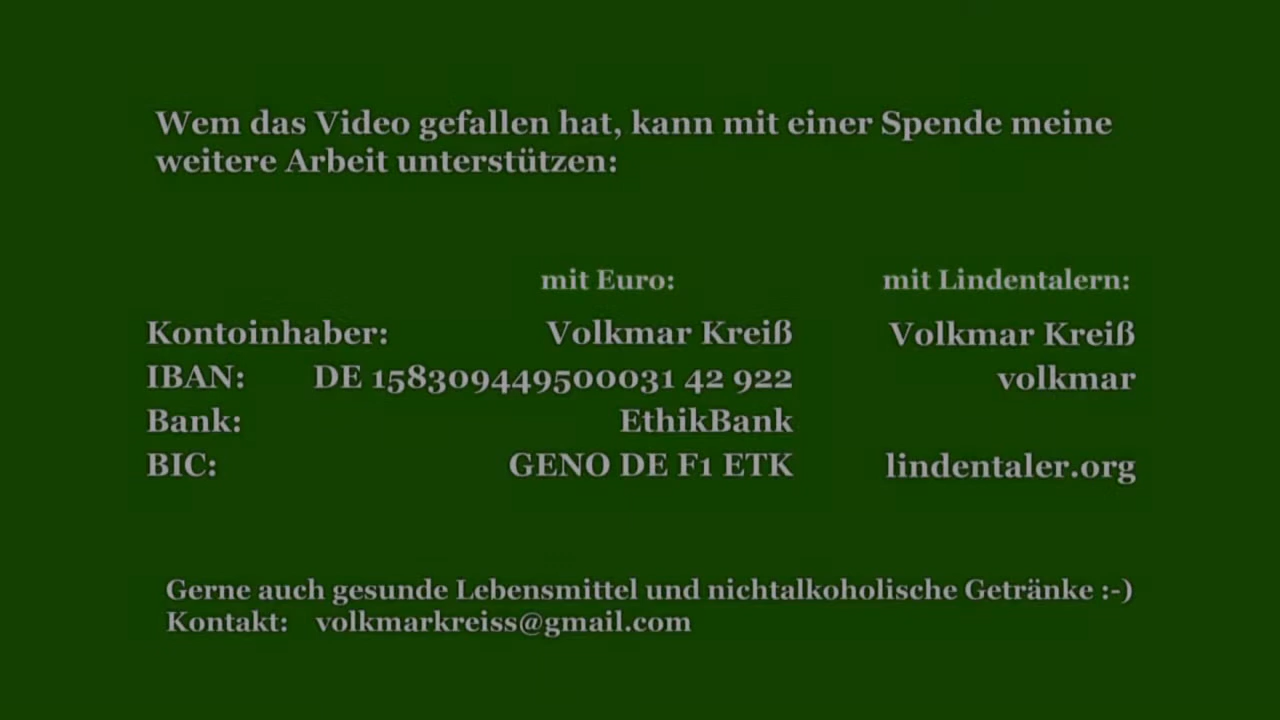 Wem das Video gefallen hat, kann mit einer Spende meine
weitere Arbeit unterstützen:
mit Euro: mit Lindentalern:
Kontoinhaber: Volkmar Kreiß Volkmar Kreiß
IBAN: DE 158309449500031 42 922 volkmar
Bank: EthikBank
BIC: GENO DE F1 ETK lindentaler.org
Gerne auch gesunde Lebensmittel und nichtalkoholische Getränke :-)
Kontakt: volkmarkreiss@gmail.com